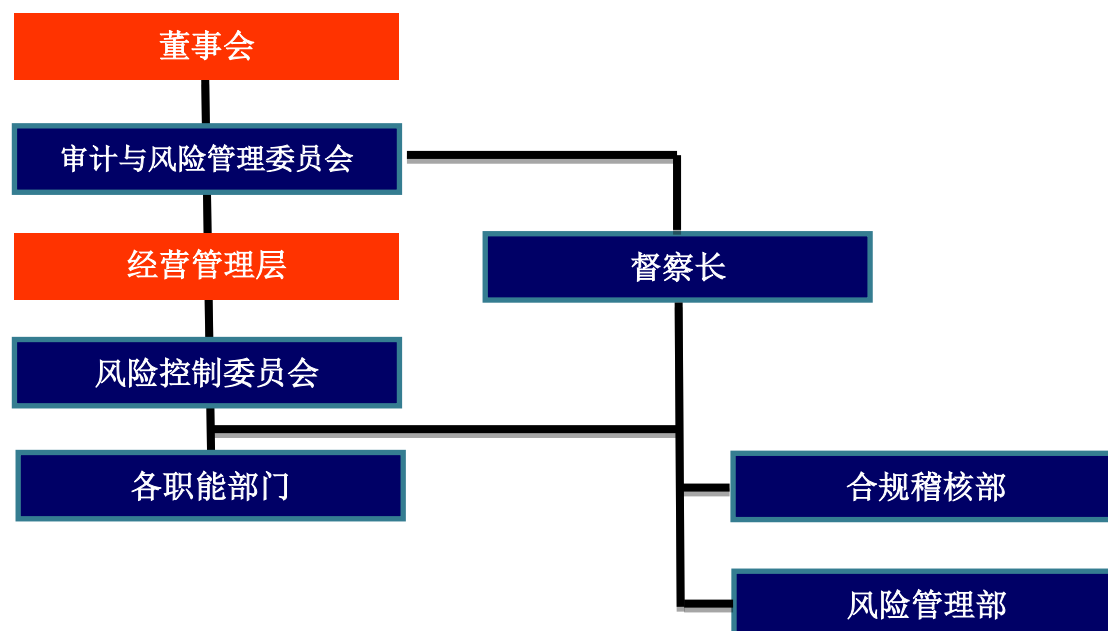 董事会
审计与风险管理委员会
经营管理层
督察长
风险控制委员会
各职能部门
合规稽核部
风险管理部